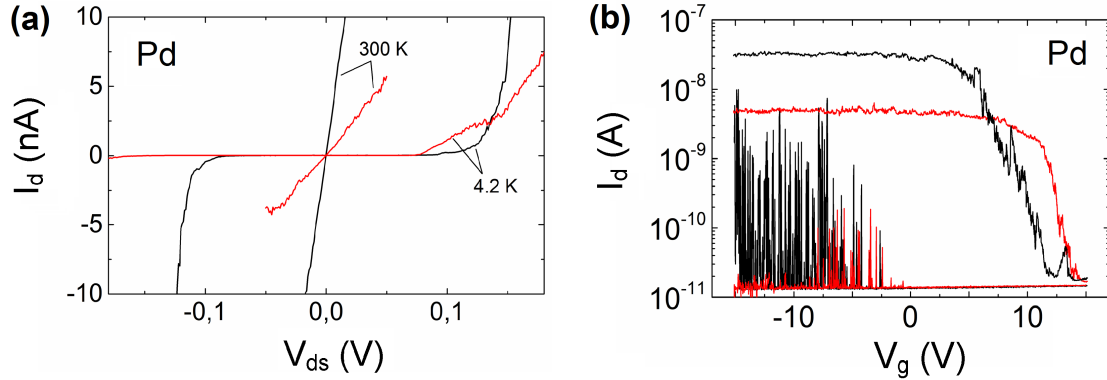 (a)
Pd
300 K
4.2 K
I_d (nA)
10
5
0
-5
-10
-0,1
0,0
0,1
V_ds (V)
(b)
Pd
I_d (A)
10^-7
10^-8
10^-9
10^-10
10^-11
-10
0
10
V_g (V)